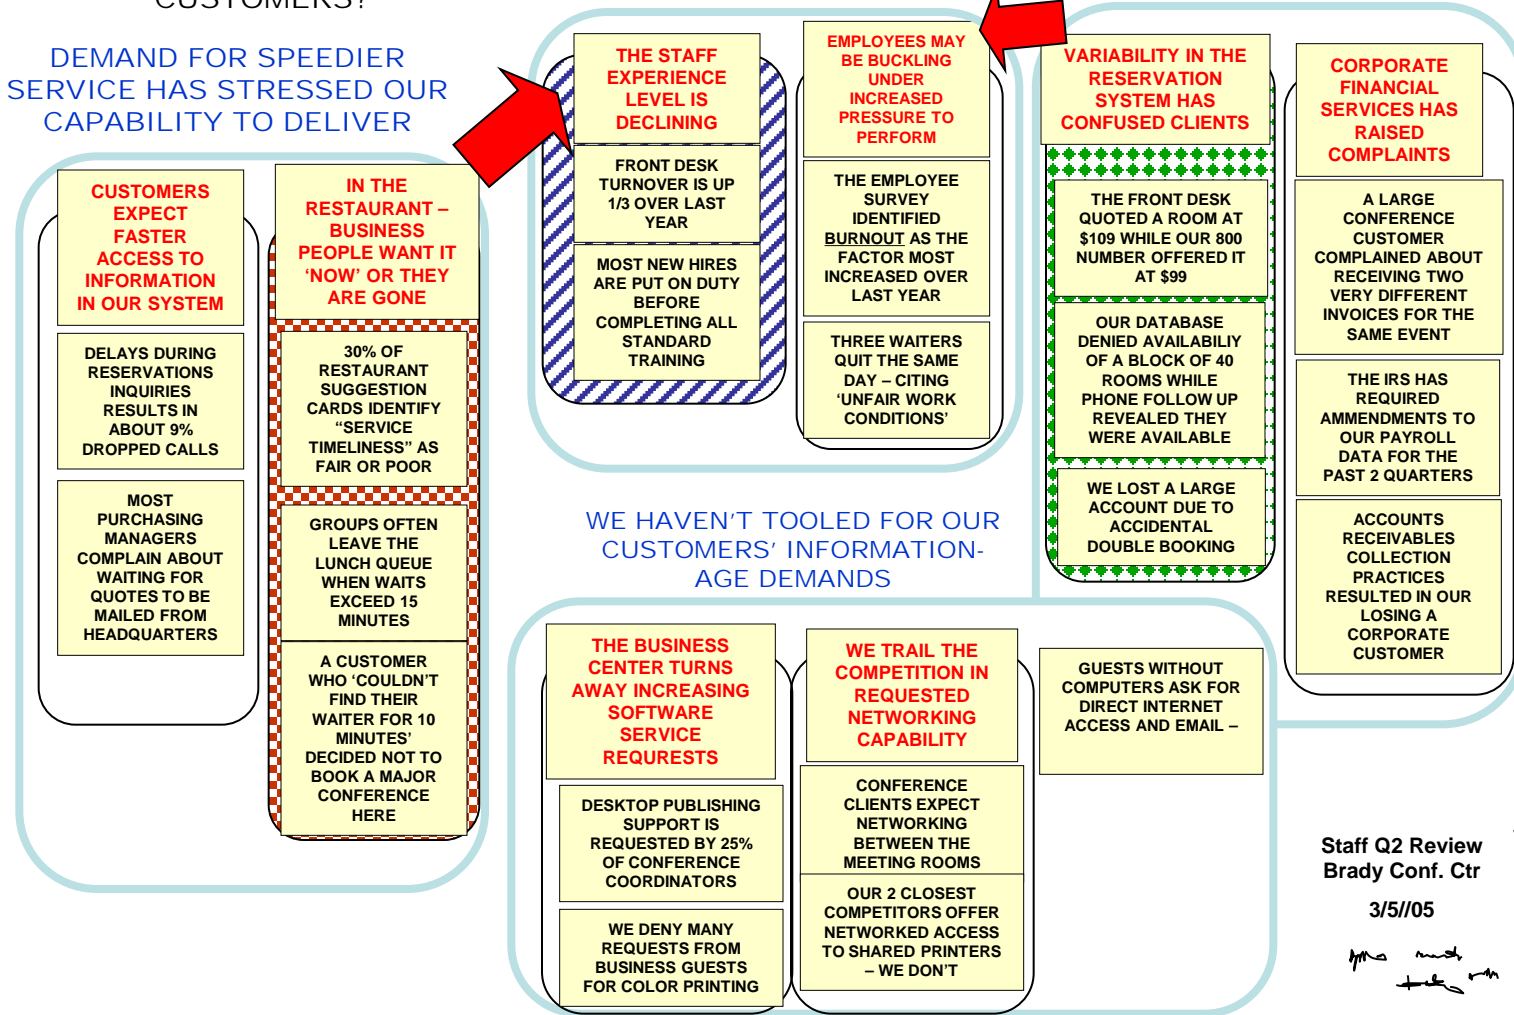 CUSTOMERS?
DEMAND FOR SPEEDIER
SERVICE HAS STRESSED OUR
CAPABILITY TO DELIVER
CUSTOMERS
EXPECT
FASTER
ACCESS TO
INFORMATION
IN OUR SYSTEM
DELAYS DURING
RESERVATIONS
INQUIRIES
RESULTS IN
ABOUT 9%
DROPPED CALLS
MOST
PURCHASING
MANAGERS
COMPLAIN ABOUT
WAITING FOR
QUOTES TO BE
MAILED FROM
HEADQUARTERS
IN THE
RESTAURANT –
BUSINESS
PEOPLE WANT IT
‘NOW’ OR THEY
ARE GONE
30% OF
RESTAURANT
SUGGESTION
CARDS IDENTIFY
“SERVICE
TIMELINESS” AS
FAIR OR POOR
GROUPS OFTEN
LEAVE THE
LUNCH QUEUE
WHEN WAITS
EXCEED 15
MINUTES
A CUSTOMER
WHO ‘COULDN’T
FIND THEIR
WAITER FOR 10
MINUTES’
DECIDED NOT TO
BOOK A MAJOR
CONFERENCE
HERE
THE STAFF
EXPERIENCE
LEVEL IS
DECLINING
FRONT DESK
TURNOVER IS UP
1/3 OVER LAST
YEAR
MOST NEW HIRES
ARE PUT ON DUTY
BEFORE
COMPLETING ALL
STANDARD
TRAINING
EMPLOYEES MAY
BE BUCKLING
UNDER
INCREASED
PRESSURE TO
PERFORM
THE EMPLOYEE
SURVEY
IDENTIFIED
BURNOUT AS THE
FACTOR MOST
INCREASED OVER
LAST YEAR
THREE WAITERS
QUIT THE SAME
DAY – CITING
‘UNFAIR WORK
CONDITIONS’
VARIABILITY IN THE
RESERVATION
SYSTEM HAS
CONFUSED CLIENTS
THE FRONT DESK
QUOTED A ROOM AT
$109 WHILE OUR 800
NUMBER OFFERED IT
AT $99
OUR DATABASE
DENIED AVAILABILIY
OF A BLOCK OF 40
ROOMS WHILE
PHONE FOLLOW UP
REVEALED THEY
WERE AVAILABLE
WE LOST A LARGE
ACCOUNT DUE TO
ACCIDENTAL
DOUBLE BOOKING
CORPORATE
FINANCIAL
SERVICES HAS
RAISED
COMPLAINTS
A LARGE
CONFERENCE
CUSTOMER
COMPLAINED ABOUT
RECEIVING TWO
VERY DIFFERENT
INVOICES FOR THE
SAME EVENT
THE IRS HAS
REQUIRED
AMMENDMENTS TO
OUR PAYROLL
DATA FOR THE
PAST 2 QUARTERS
ACCOUNTS
RECEIVABLES
COLLECTION
PRACTICES
RESULTED IN OUR
LOSING A
CORPORATE
CUSTOMER
WE HAVEN’T TOOLED FOR OUR
CUSTOMERS’ INFORMATION-
AGE DEMANDS
THE BUSINESS
CENTER TURNS
AWAY INCREASING
SOFTWARE
SERVICE
REQURESTS
DESKTOP PUBLISHING
SUPPORT IS
REQUESTED BY 25%
OF CONFERENCE
COORDINATORS
WE DENY MANY
REQUESTS FROM
BUSINESS GUESTS
FOR COLOR PRINTING
WE TRAIL THE
COMPETITION IN
REQUESTED
NETWORKING
CAPABILITY
CONFERENCE
CLIENTS EXPECT
NETWORKING
BETWEEN THE
MEETING ROOMS
OUR 2 CLOSEST
COMPETITORS OFFER
NETWORKED ACCESS
TO SHARED PRINTERS
– WE DON’T
GUESTS WITHOUT
COMPUTERS ASK FOR
DIRECT INTERNET
ACCESS AND EMAIL –
Staff Q2 Review
Brady Conf. Ctr
3/5//05